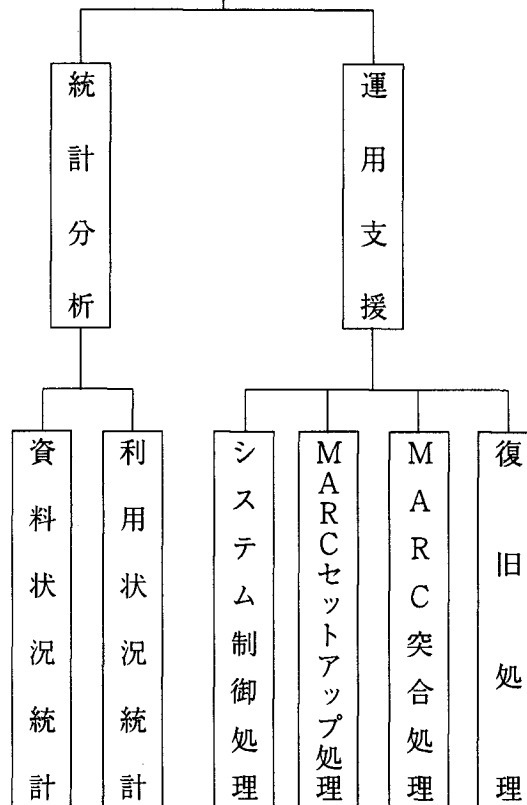 統計分析
運用支援
資料状況統計
利用状況統計
システム制御処理
MARCセットアップ処理
MARC突合処理
復旧処理